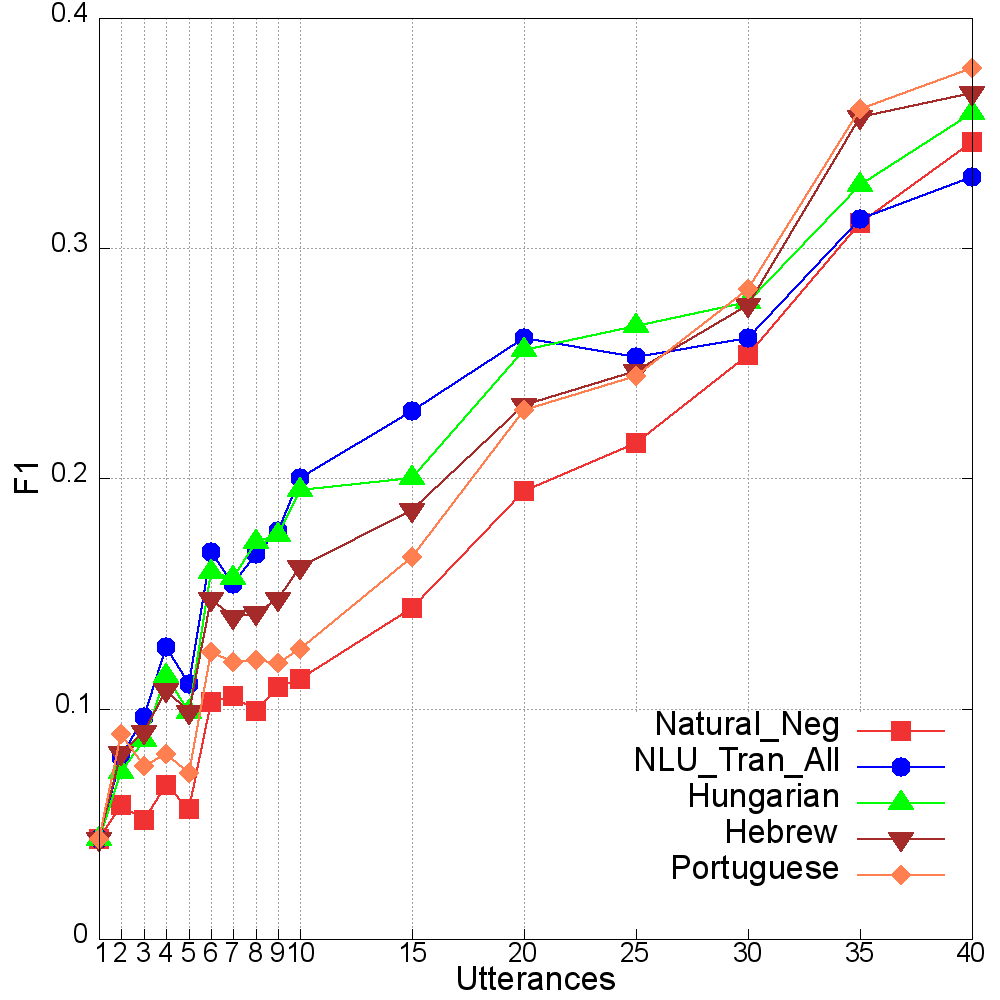 0.4
0.3
0.2
0.1
0
F1
Natural_Neg
NLU_Tran_All
Hungarian
Hebrew
Portuguese
1 2 3 4 5 6 7 8 9 10 15 20 25 30 35 40
Utterances